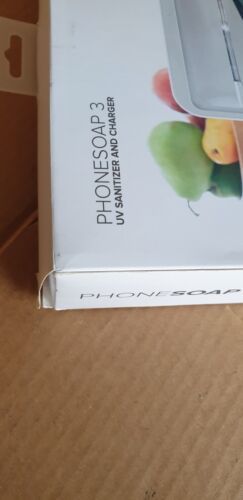 PHONESOAP 3
UV SANITIZER AND CHARGER
PHONESOAP